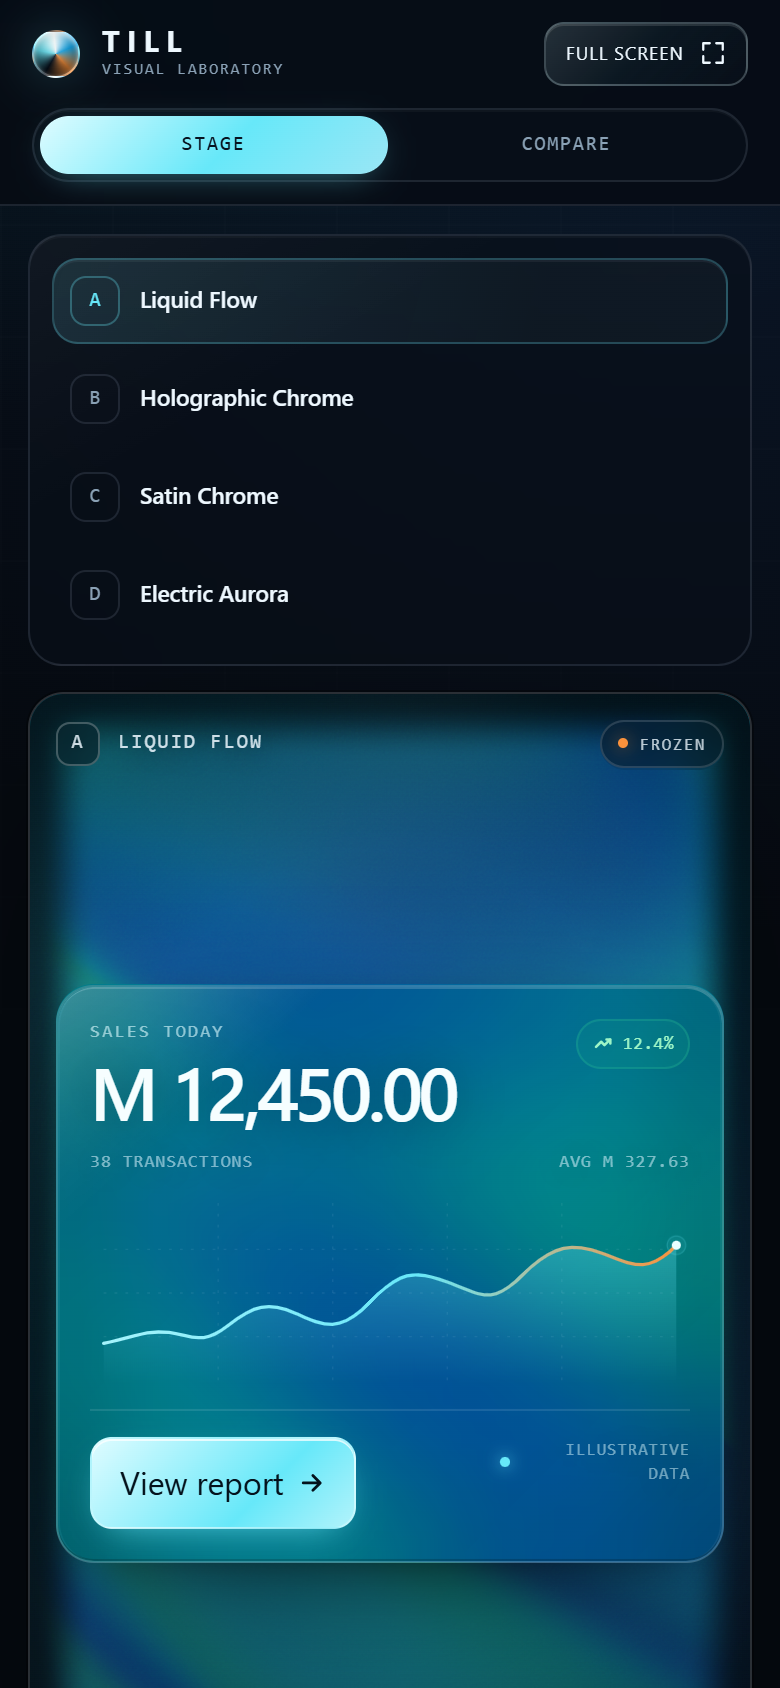 TILL
VISUAL LABORATORY
FULL SCREEN
STAGE
COMPARE
A
Liquid Flow
B
Holographic Chrome
C
Satin Chrome
D
Electric Aurora
A
LIQUID FLOW
FROZEN
SALES TODAY
12.4%
M 12,450.00
38 TRANSACTIONS
AVG M 327.63
View report →
ILLUSTRATIVE
DATA